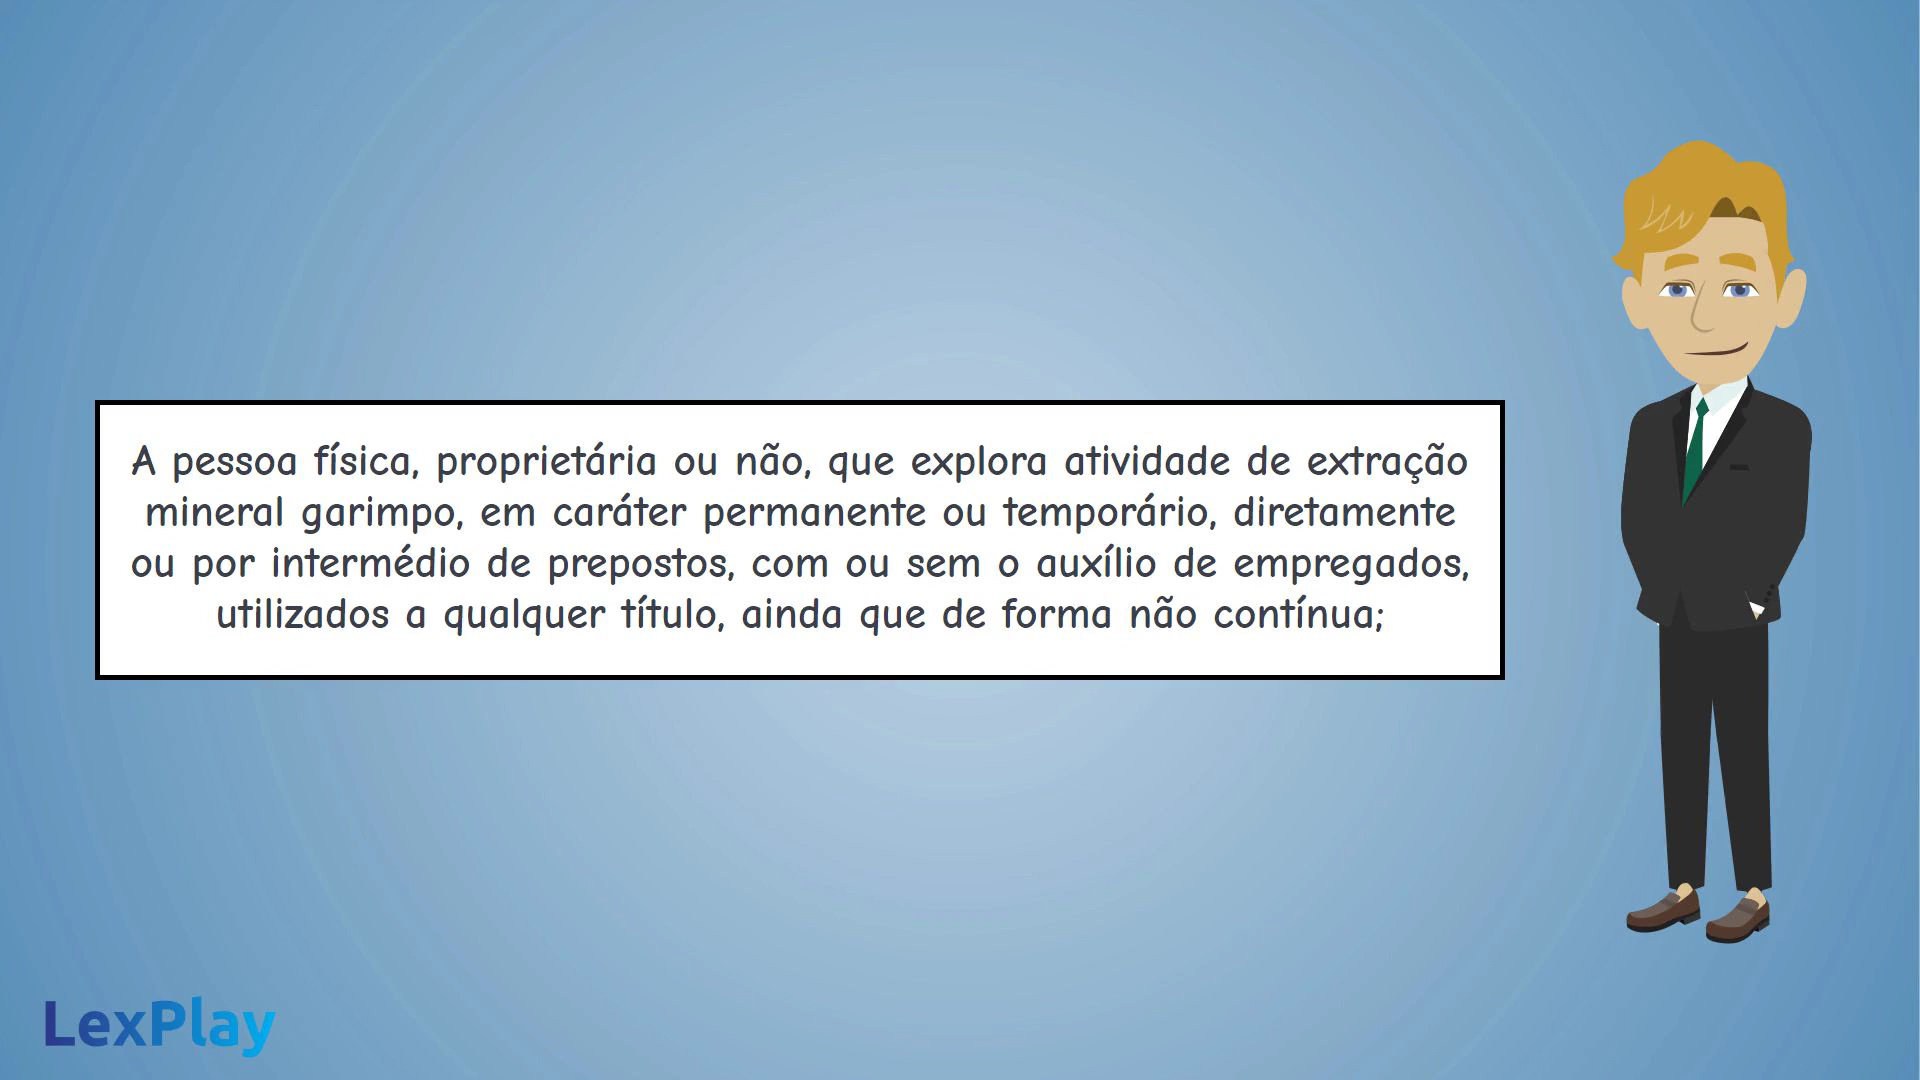 A pessoa física, proprietária ou não, que explora atividade de extração
mineral garimpo, em caráter permanente ou temporário, diretamente
ou por intermédio de prepostos, com ou sem o auxílio de empregados,
utilizados a qualquer título, ainda que de forma não contínua;
LexPlay